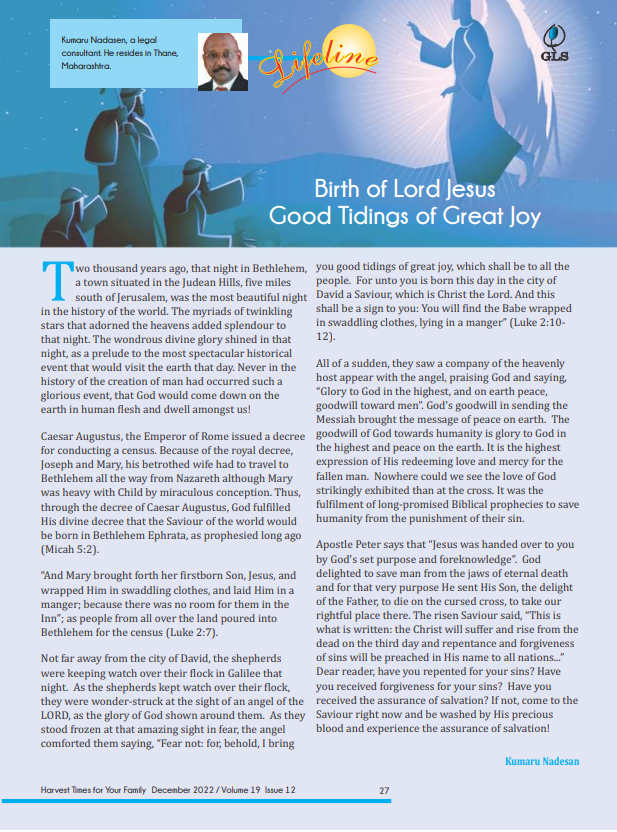 Kumaru Nadasen, a legal
consultant. He resides in Thane,
Maharashtra.
Lifeline
GLS
Birth of Lord Jesus
Good Tidings of Great Joy
Two thousand years ago, that night in Bethlehem,
a town situated in the Judean Hills, five miles
south of Jerusalem, was the most beautiful night
in the history of the world. The myriads of twinkling
stars that adorned the heavens added splendour to
that night. The wondrous divine glory shined in that
night, as a prelude to the most spectacular historical
event that would visit the earth that day. Never in the
history of the creation of man had occurred such a
glorious event, that God would come down on the
earth in human flesh and dwell amongst us!
Caesar Augustus, the Emperor of Rome issued a decree
for conducting a census. Because of the royal decree,
Joseph and Mary, his betrothed wife had to travel to
Bethlehem all the way from Nazareth although Mary
was heavy with Child by miraculous conception. Thus,
through the decree of Caesar Augustus, God fulfilled
His divine decree that the Saviour of the world would
be born in Bethlehem Ephrata, as prophesied long ago
(Micah 5:2).
“And Mary brought forth her firstborn Son, Jesus, and
wrapped Him in swaddling clothes, and laid Him in a
manger; because there was no room for them in the
Inn”; as people from all over the land poured into
Bethlehem for the census (Luke 2:7).
Not far away from the city of David, the shepherds
were keeping watch over their flock in Galilee that
night. As the shepherds kept watch over their flock,
they were wonder-struck at the sight of an angel of the
LORD, as the glory of God shown around them. As they
stood frozen at that amazing sight in fear, the angel
comforted them saying, “Fear not: for, behold, I bring
you good tidings of great joy, which shall be to all the
people. For unto you is born this day in the city of
David a Saviour, which is Christ the Lord. And this
shall be a sign to you: You will find the Babe wrapped
in swaddling clothes, lying in a manger” (Luke 2:10-
12).
All of a sudden, they saw a company of the heavenly
host appear with the angel, praising God and saying,
“Glory to God in the highest, and on earth peace,
goodwill toward men”. God’s goodwill in sending the
Messiah brought the message of peace on earth. The
goodwill of God towards humanity is glory to God in
the highest and peace on the earth. It is the highest
expression of His redeeming love and mercy for the
fallen man. Nowhere could we see the love of God
strikingly exhibited than at the cross. It was the
fulfilment of long-promised Biblical prophecies to save
humanity from the punishment of their sin.
Apostle Peter says that “Jesus was handed over to you
by God’s set purpose and foreknowledge”. God
delighted to save man from the jaws of eternal death
and for that very purpose He sent His Son, the delight
of the Father, to die on the cursed cross, to take our
rightful place there. The risen Saviour said, “This is
what is written: the Christ will suffer and rise from the
dead on the third day and repentance and forgiveness
of sins will be preached in His name to all nations...”
Dear reader, have you repented for your sins? Have
you received forgiveness for your sins? Have you
received the assurance of salvation? If not, come to the
Saviour right now and be washed by His precious
blood and experience the assurance of salvation!
Kumaru Nadesan
Harvest Times for Your Family December 2022 / Volume 19 Issue 12
27